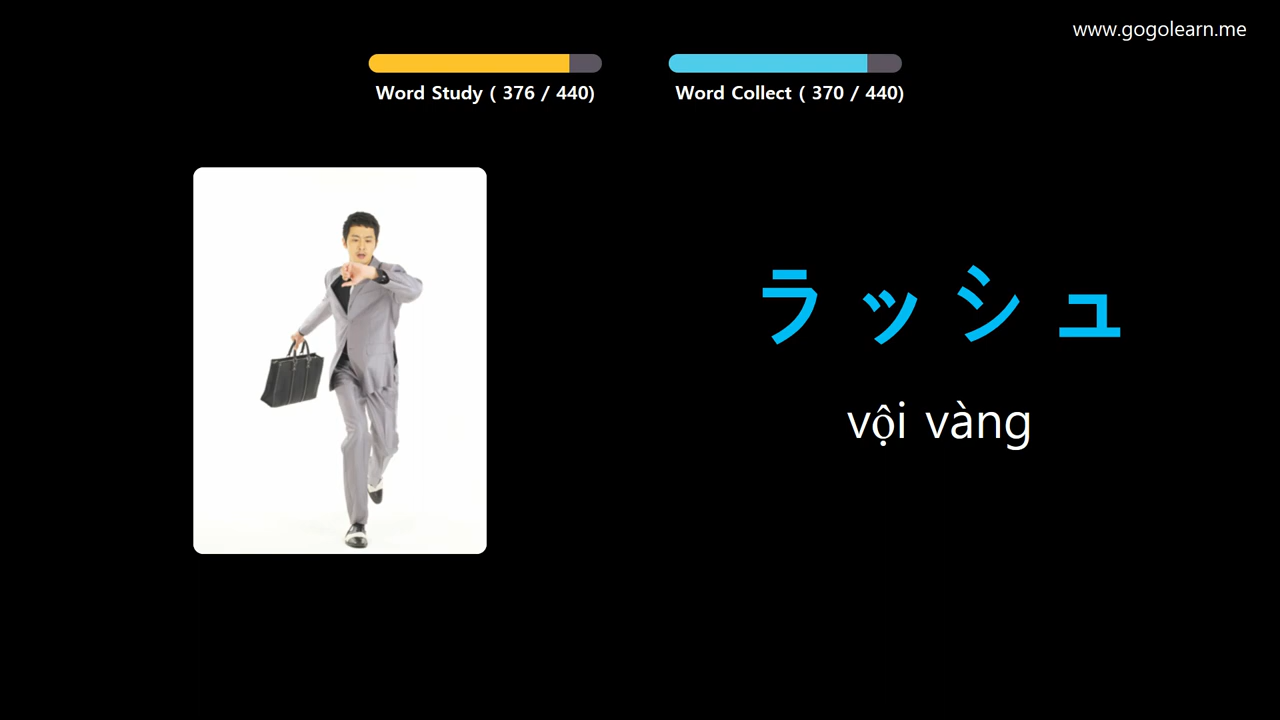 www.gogolearn.me
Word Study ( 376 / 440)
Word Collect ( 370 / 440)
ラッシュ
vội vàng